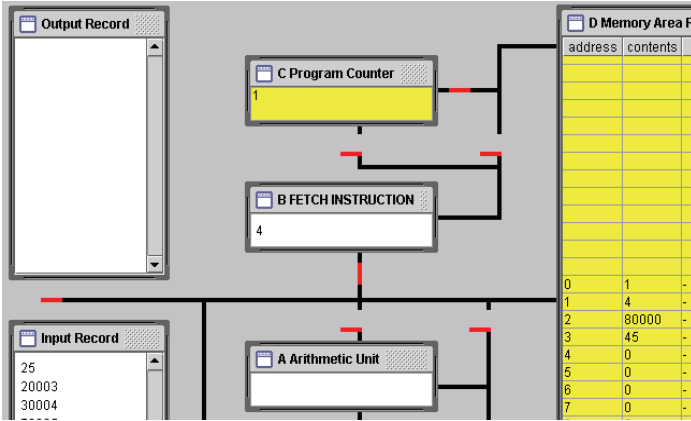 Output Record
C Program Counter
1
B FETCH INSTRUCTION
4
D Memory Area
address contents
0 1 -
1 4 -
2 80000 -
3 45 -
4 0 -
5 0 -
6 0 -
7 0 -
Input Record
25
20003
30004
A Arithmetic Unit